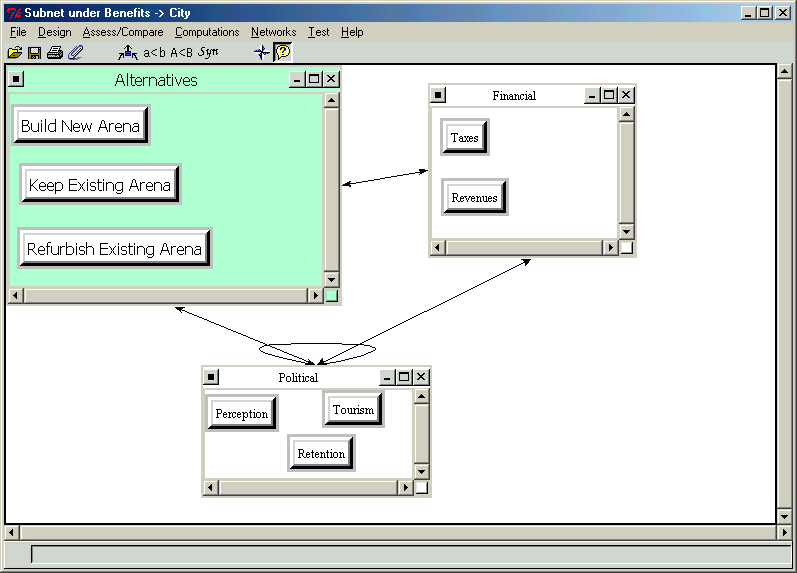 Subnet under Benefits -> City
File Design Assess/Compare Computations Networks Test Help
a<b A<B Syn
Alternatives
Build New Arena
Keep Existing Arena
Refurbish Existing Arena
Financial
Taxes
Revenues
Political
Perception
Tourism
Retention